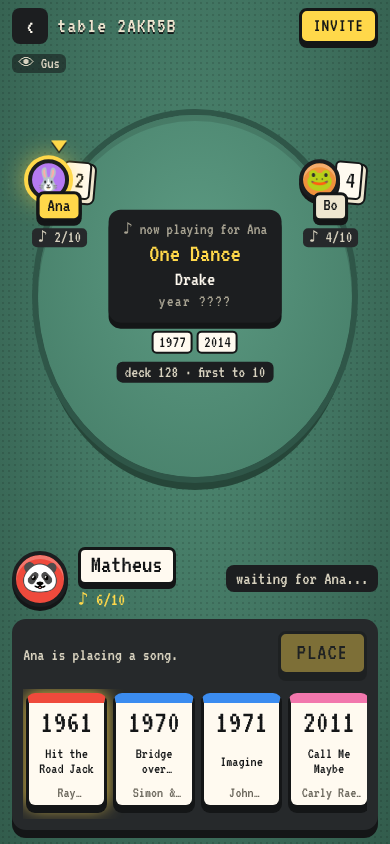 table 2AKR5B
INVITE
Gus
2
4
Ana
Bo
♪ 2/10
♪ 4/10
♪ now playing for Ana
One Dance
Drake
year ????
1977 2014
deck 128 · first to 10
Matheus
♪ 6/10
waiting for Ana...
Ana is placing a song.
PLACE
1961
Hit the
Road Jack
Ray…
1970
Bridge
over…
Simon &…
1971
Imagine
John…
2011
Call Me
Maybe
Carly Rae…